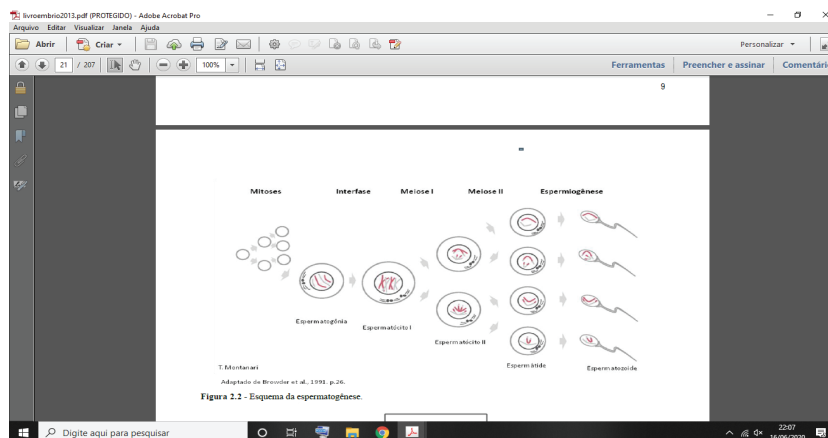 livroembrio2013.pdf (PROTEGIDO) - Adobe Acrobat Pro
Arquivo Editar Visualizar Janela Ajuda
Abrir Criar Personalizar
21 / 207 100% Ferramentas Preencher e assinar Comentário
9
Mitoses Interfase Meiose I Meiose II Espermiogênese
Espermatogônia
Espermatócito I
Espermatócito II
Espermátide Espermatozoide
T. Montanari
Adaptado de Browder et al., 1991. p.26.
Figura 2.2 - Esquema da espermatogênese.
Digite aqui para pesquisar
22:07
16/06/2020